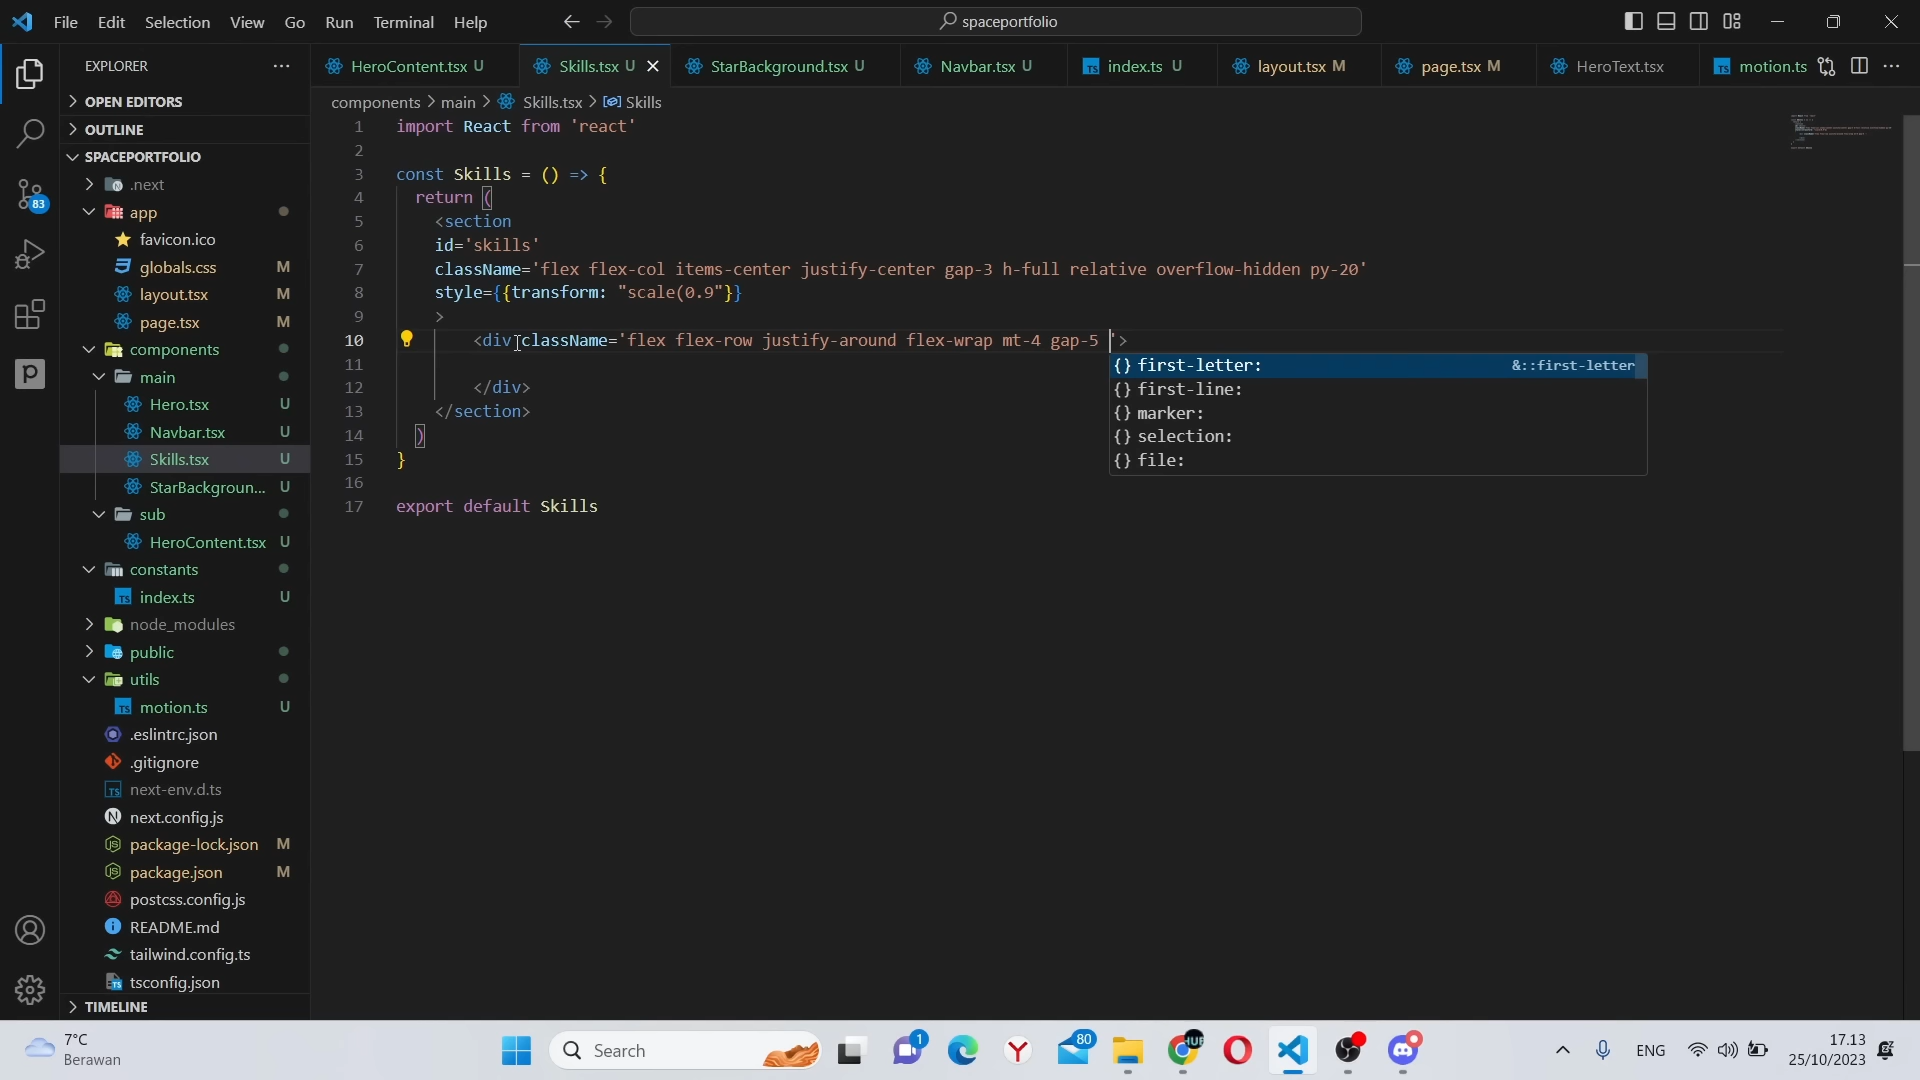 File Edit Selection View Go Run Terminal Help
spaceportfolio
EXPLORER
HeroContent.tsx U
Skills.tsx U
StarBackground.tsx U
Navbar.tsx U
index.ts U
layout.tsx M
page.tsx M
HeroText.tsx
motion.ts
OPEN EDITORS
OUTLINE
SPACEPORTFOLIO
.next
app
favicon.ico
globals.css M
layout.tsx M
page.tsx M
components
main
Hero.tsx U
Navbar.tsx U
Skills.tsx U
StarBackgroun... U
sub
HeroContent.tsx U
constants
index.ts U
node_modules
public
utils
motion.ts U
.eslintrc.json
.gitignore
next-env.d.ts
next.config.js
package-lock.json M
package.json M
postcss.config.js
README.md
tailwind.config.ts
tsconfig.json
TIMELINE
83
components > main > Skills.tsx > Skills
1 import React from 'react'
2
3 const Skills = () => {
4 return (
5 <section
6 id='skills'
7 className='flex flex-col items-center justify-center gap-3 h-full relative overflow-hidden py-20'
8 style={{transform: "scale(0.9"}}
9 >
10 <div className='flex flex-row justify-around flex-wrap mt-4 gap-5 '>
11
12 </div>
13 </section>
14 )
15 }
16
17 export default Skills
{} first-letter: &::first-letter
{} first-line:
{} marker:
{} selection:
{} file:
7°C
Berawan
Search
1
80
HUB
ENG
17.13
25/10/2023